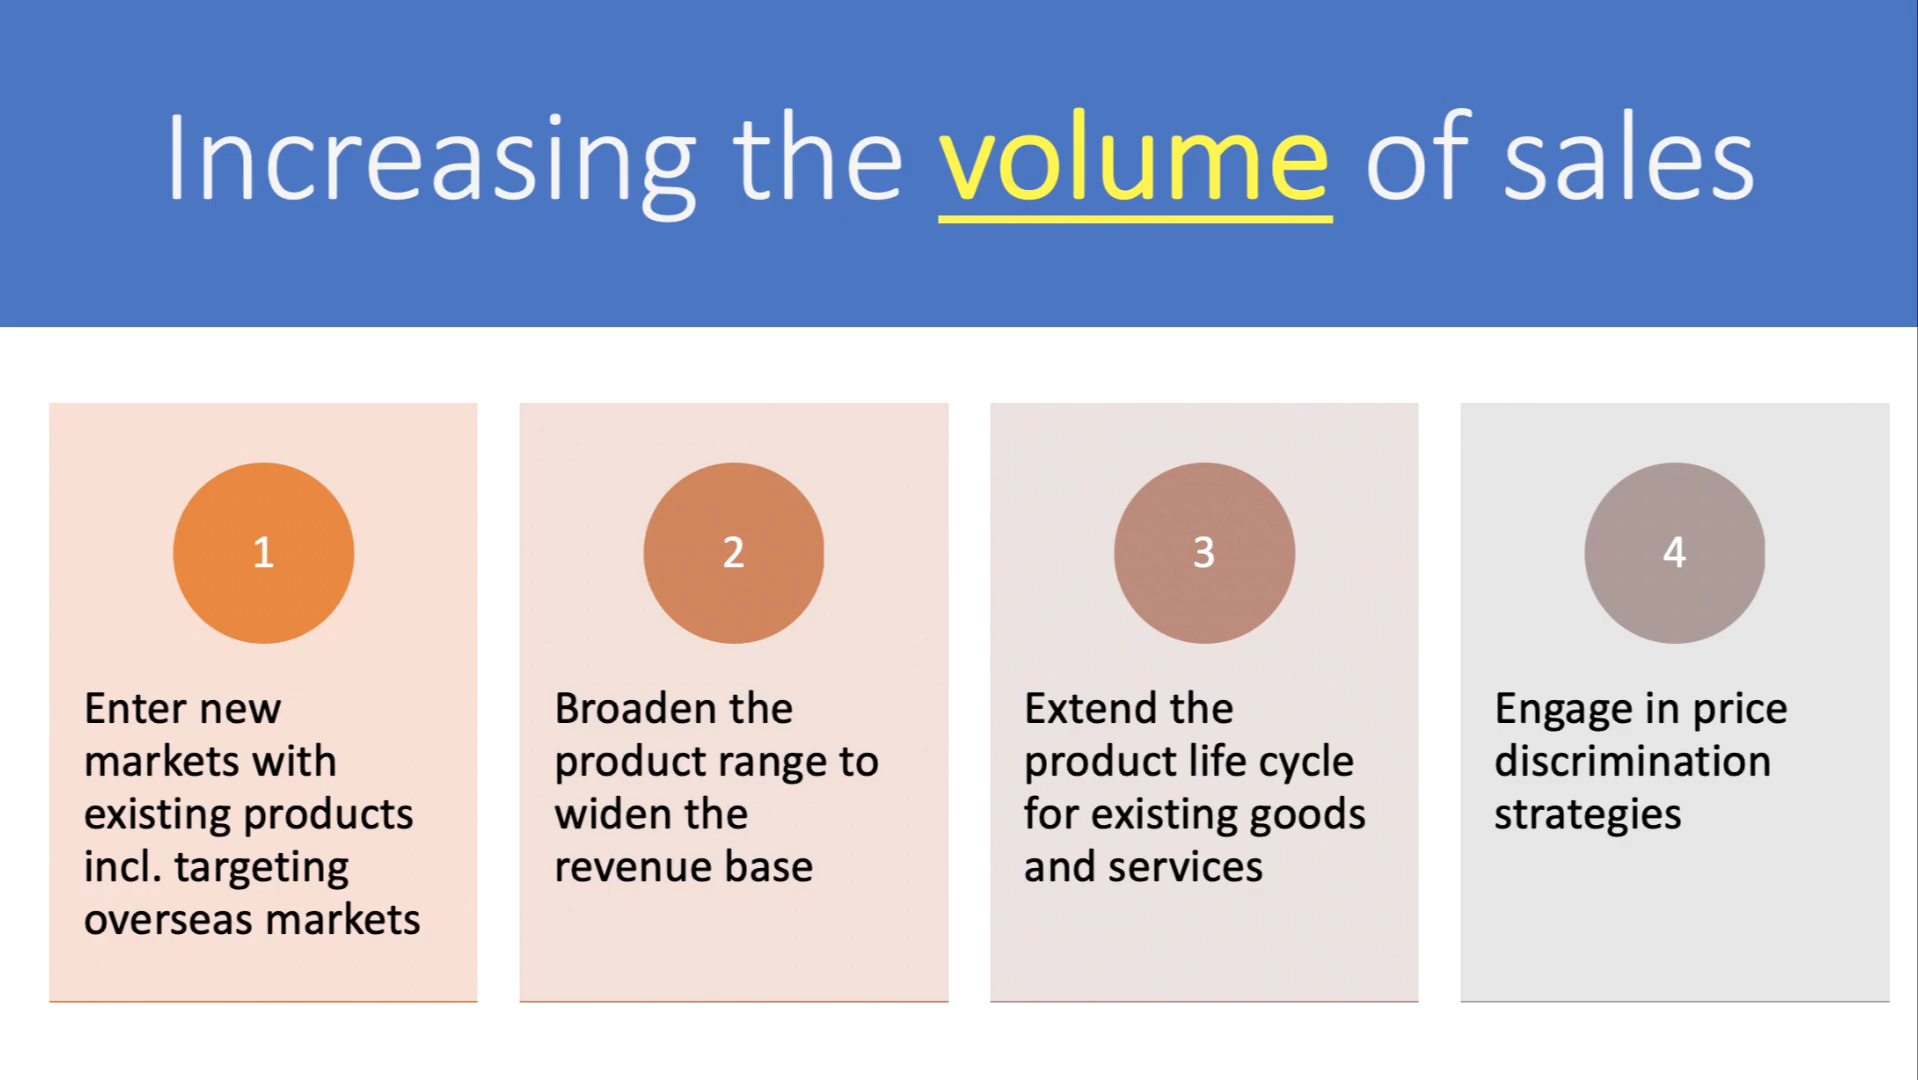 Increasing the volume of sales
1
Enter new
markets with
existing products
incl. targeting
overseas markets
2
Broaden the
product range to
widen the
revenue base
3
Extend the
product life cycle
for existing goods
and services
4
Engage in price
discrimination
strategies